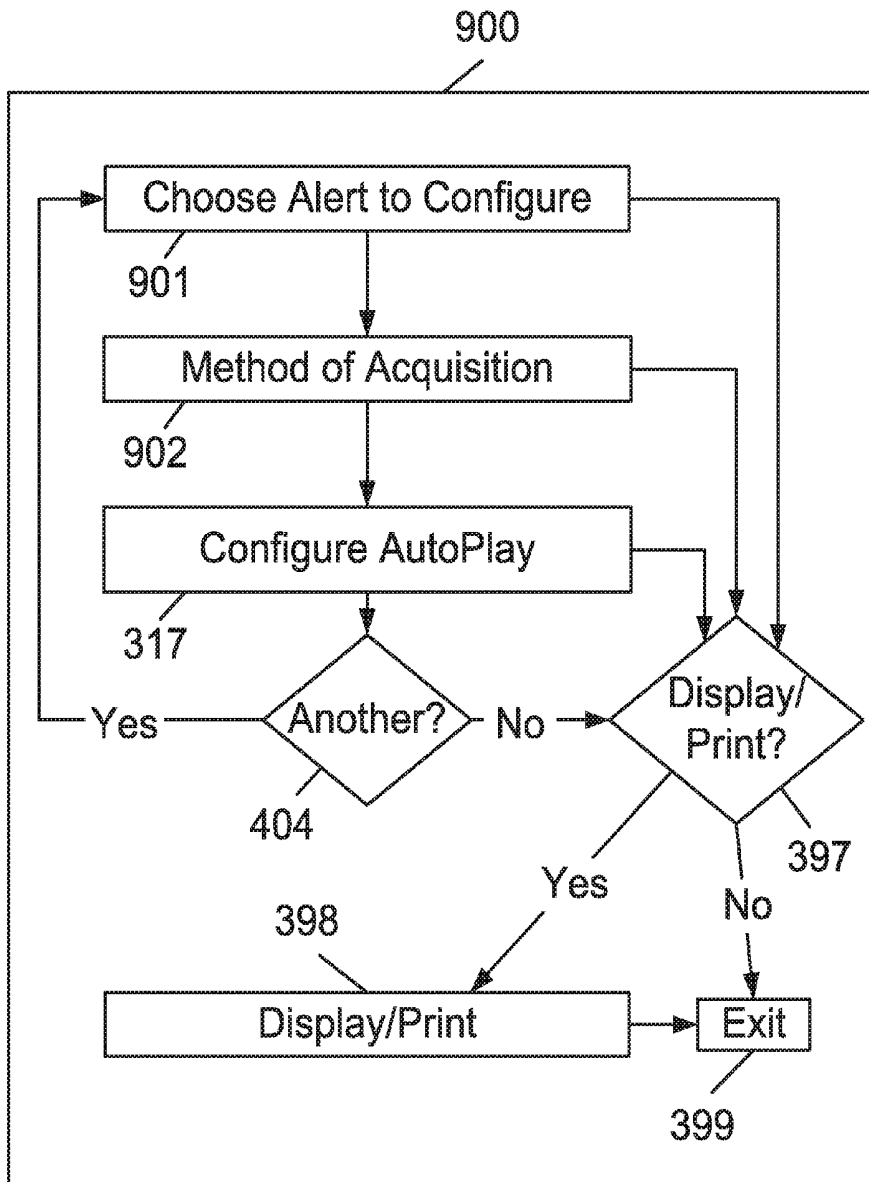 900
Choose Alert to Configure
901
Method of Acquisition
902
Configure AutoPlay
317
Another?
Yes
No
404
Display/
Print?
397
Yes
No
398
Display/Print
Exit
399